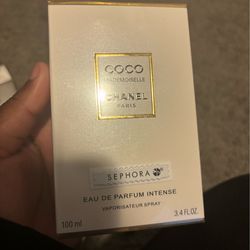 COCO
MADEMOISELLE
CHANEL
PARIS
SEPHORA
EAU DE PARFUM INTENSE
VAPORISATEUR SPRAY
100 ml 3.4 FL.OZ.